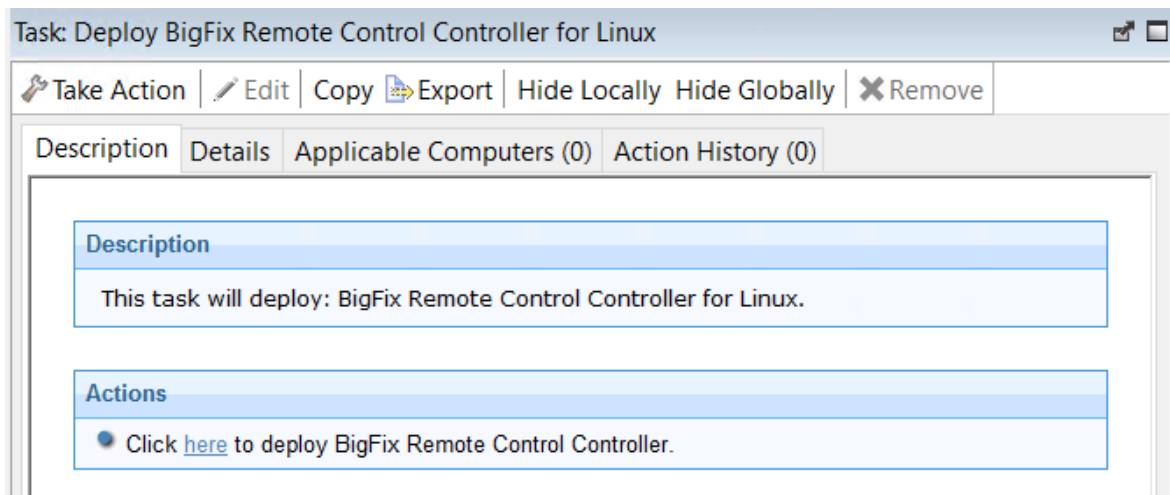 Task: Deploy BigFix Remote Control Controller for Linux
Take Action Edit Copy Export Hide Locally Hide Globally Remove
Description Details Applicable Computers (0) Action History (0)
Description
This task will deploy: BigFix Remote Control Controller for Linux.
Actions
Click here to deploy BigFix Remote Control Controller.